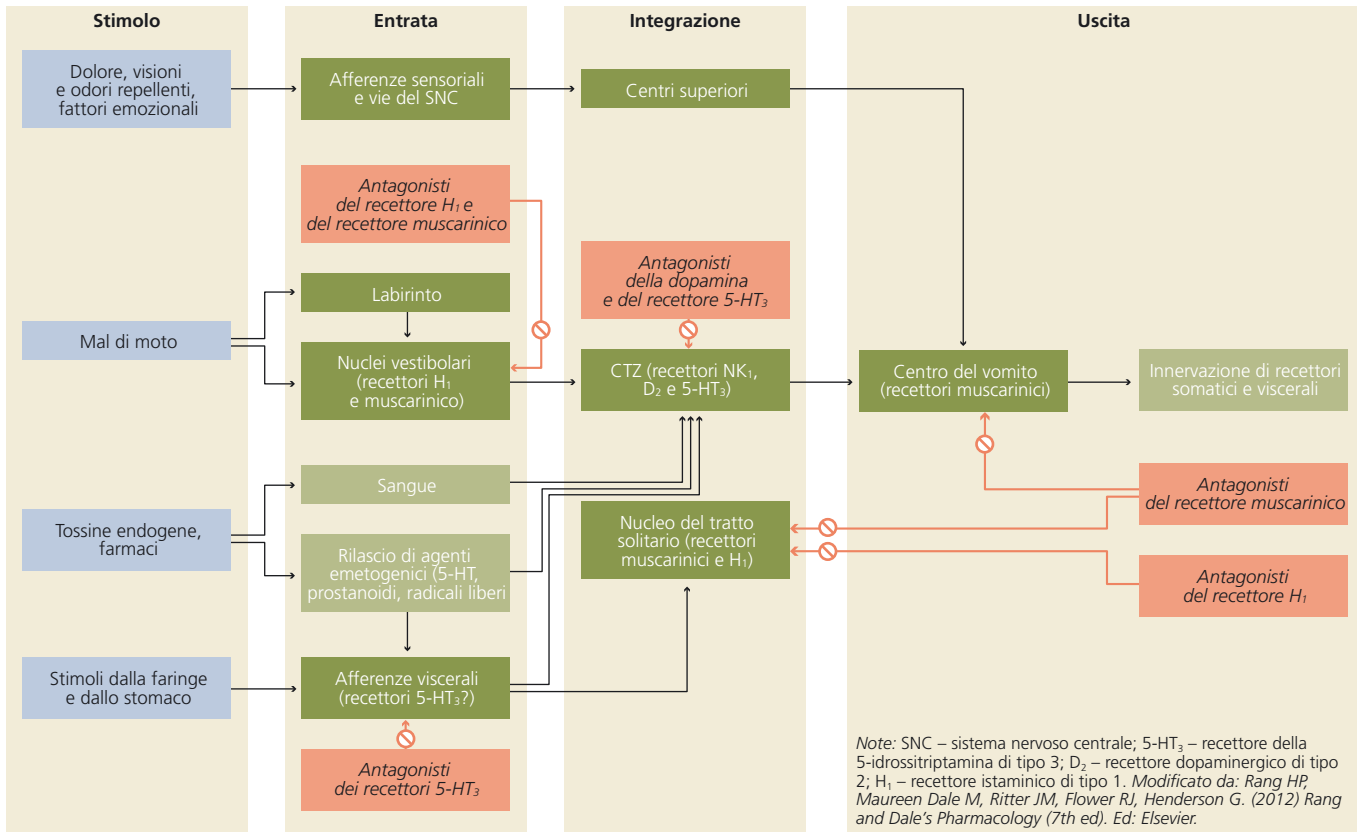 Stimolo
Entrata
Integrazione
Uscita
Dolore, visioni
e odori repellenti,
fattori emozionali
Afferenze sensoriali
e vie del SNC
Centri superiori
Antagonisti
del recettore H₁ e
del recettore muscarinico
Antagonisti
della dopamina
e del recettore 5-HT₃
Labirinto
Mal di moto
Nuclei vestibolari
(recettori H₁
e muscarinico)
CTZ (recettori NK₁,
D₂ e 5-HT₃)
Centro del vomito
(recettori muscarinici)
Innervazione di recettori
somatici e viscerali
Sangue
Tossine endogene,
farmaci
Rilascio di agenti
emetogenici (5-HT,
prostanoidi, radicali liberi
Nucleo del tratto
solitario (recettori
muscarinici e H₁)
Antagonisti
del recettore muscarinico
Antagonisti
del recettore H₁
Stimoli dalla faringe
e dallo stomaco
Afferenze viscerali
(recettori 5-HT₃?)
Antagonisti
dei recettori 5-HT₃
Note: SNC – sistema nervoso centrale; 5-HT₃ – recettore della
5-idrossitriptamina di tipo 3; D₂ – recettore dopaminergico di tipo
2; H₁ – recettore istaminico di tipo 1. Modificato da: Rang HP,
Maureen Dale M, Ritter JM, Flower RJ, Henderson G. (2012) Rang
and Dale's Pharmacology (7th ed). Ed: Elsevier.